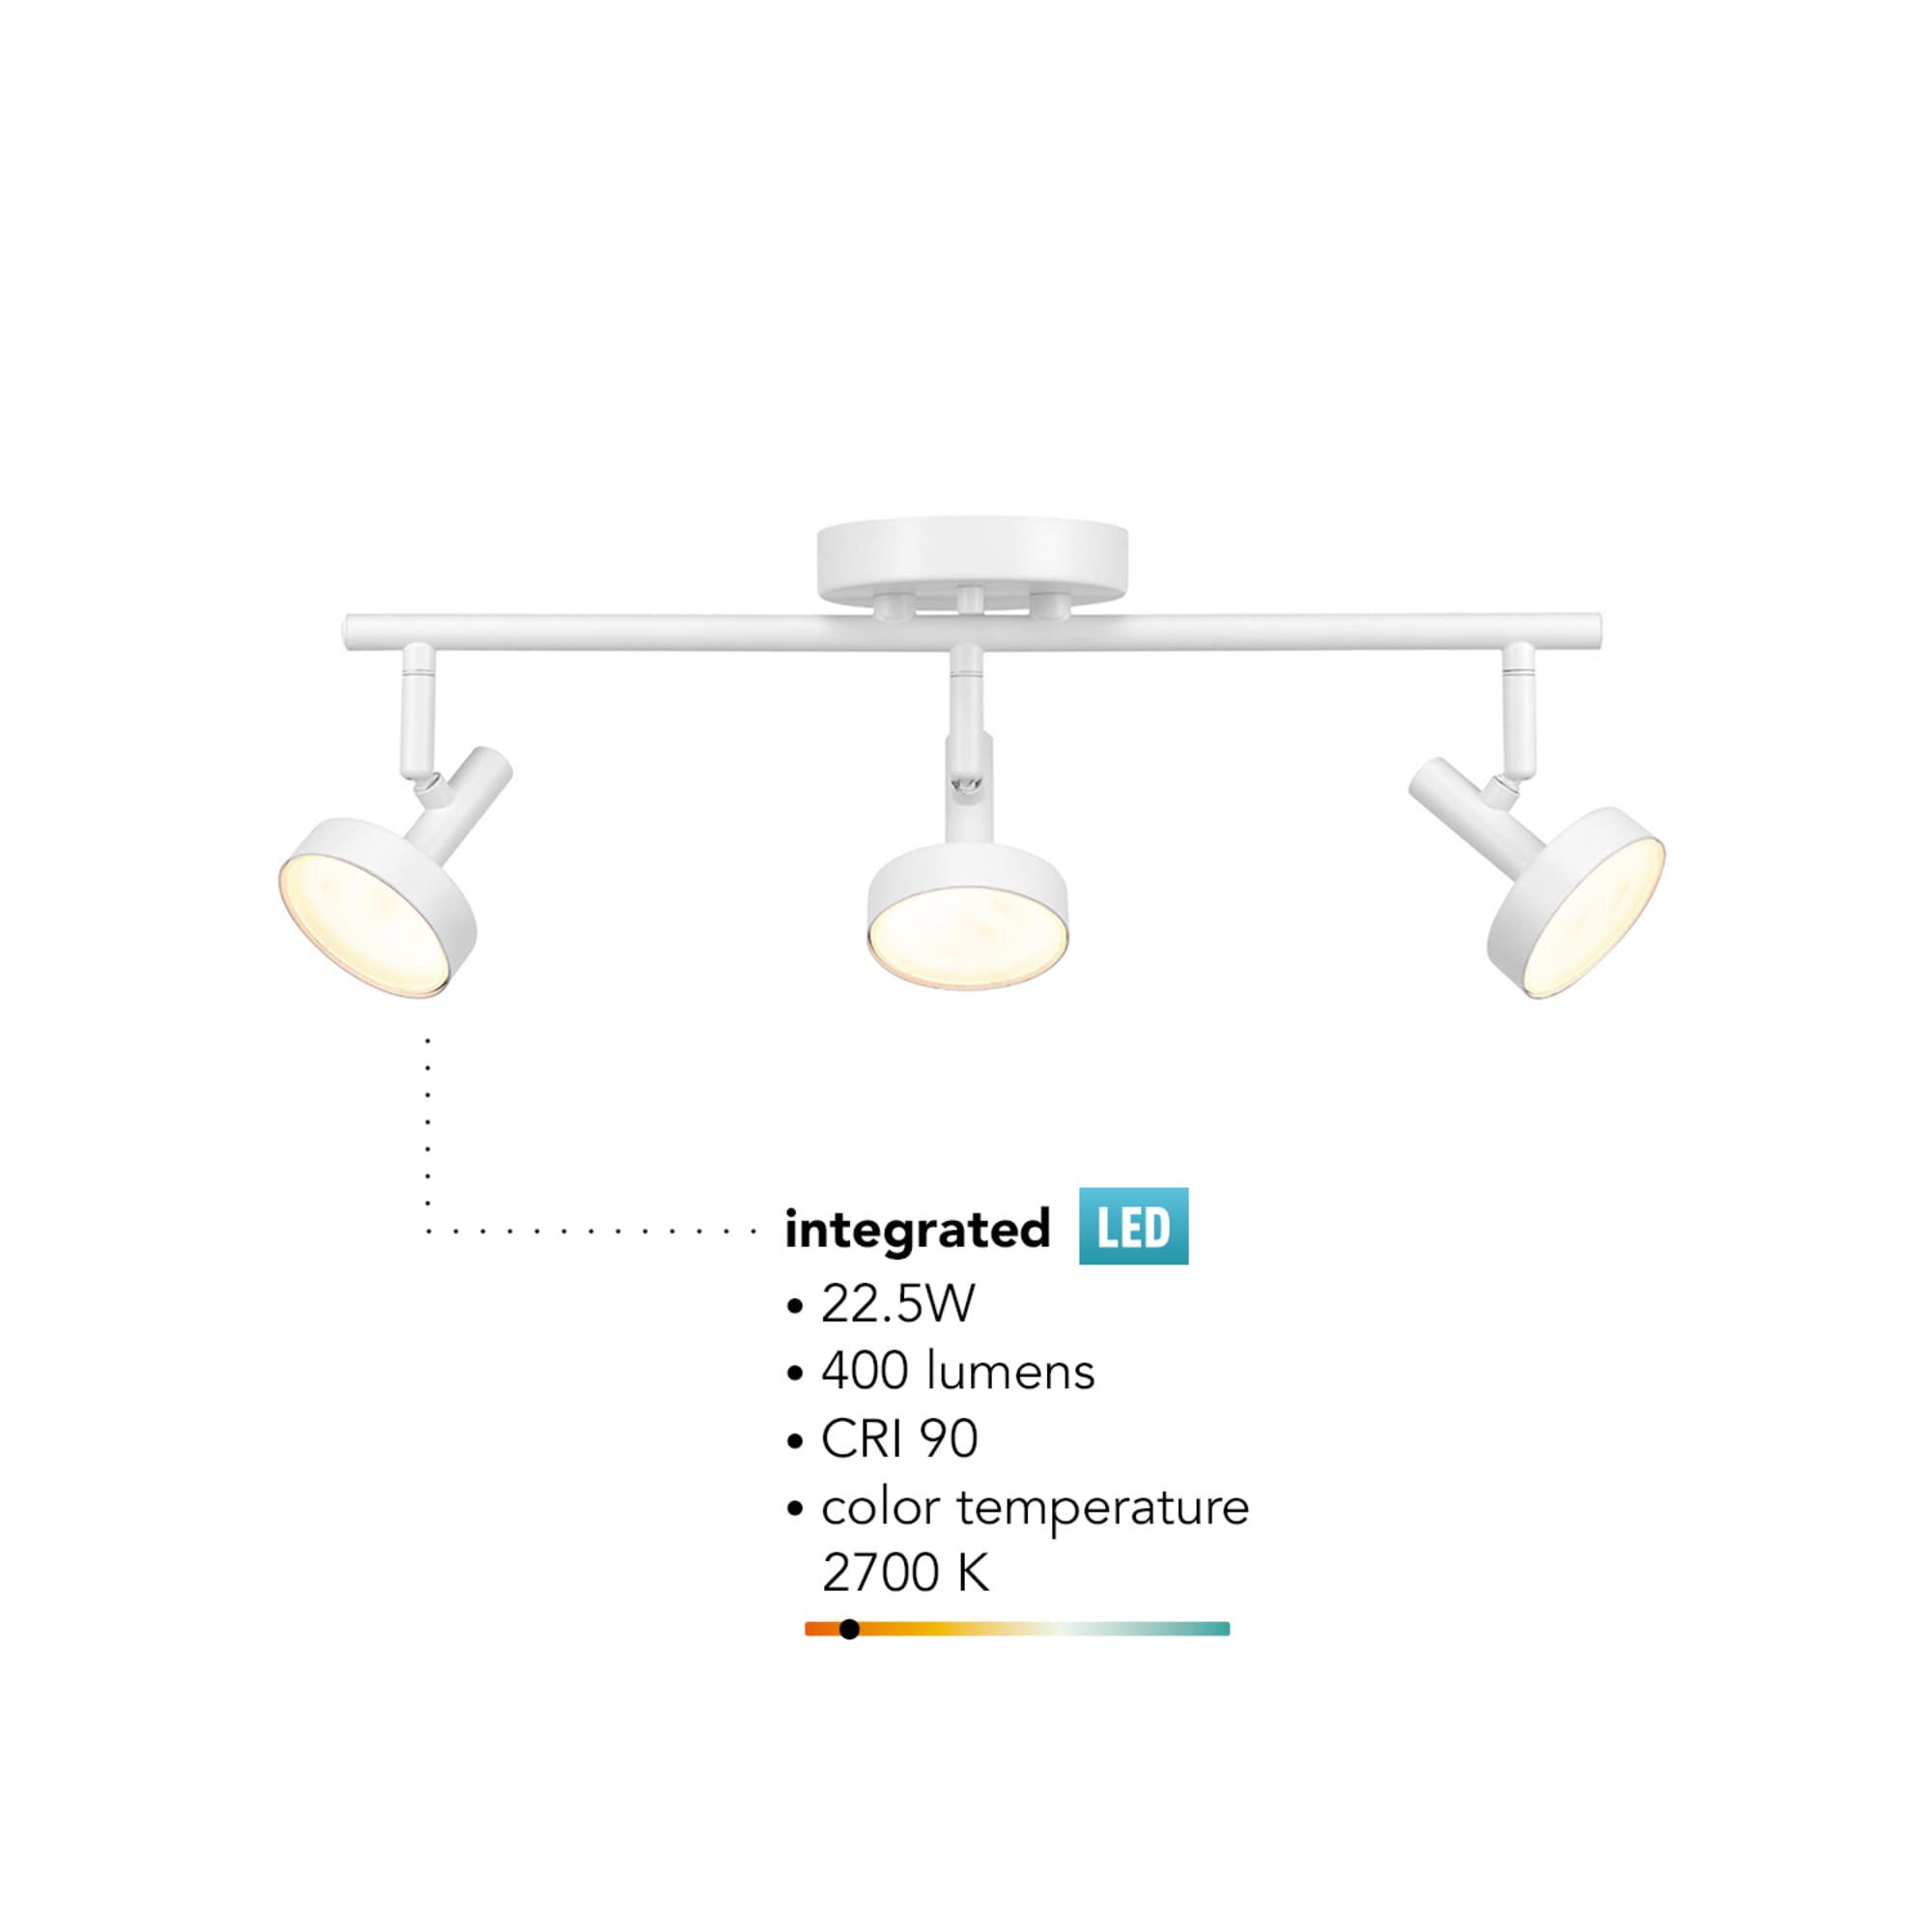 integrated LED
• 22.5W
• 400 lumens
• CRI 90
• color temperature
2700 K